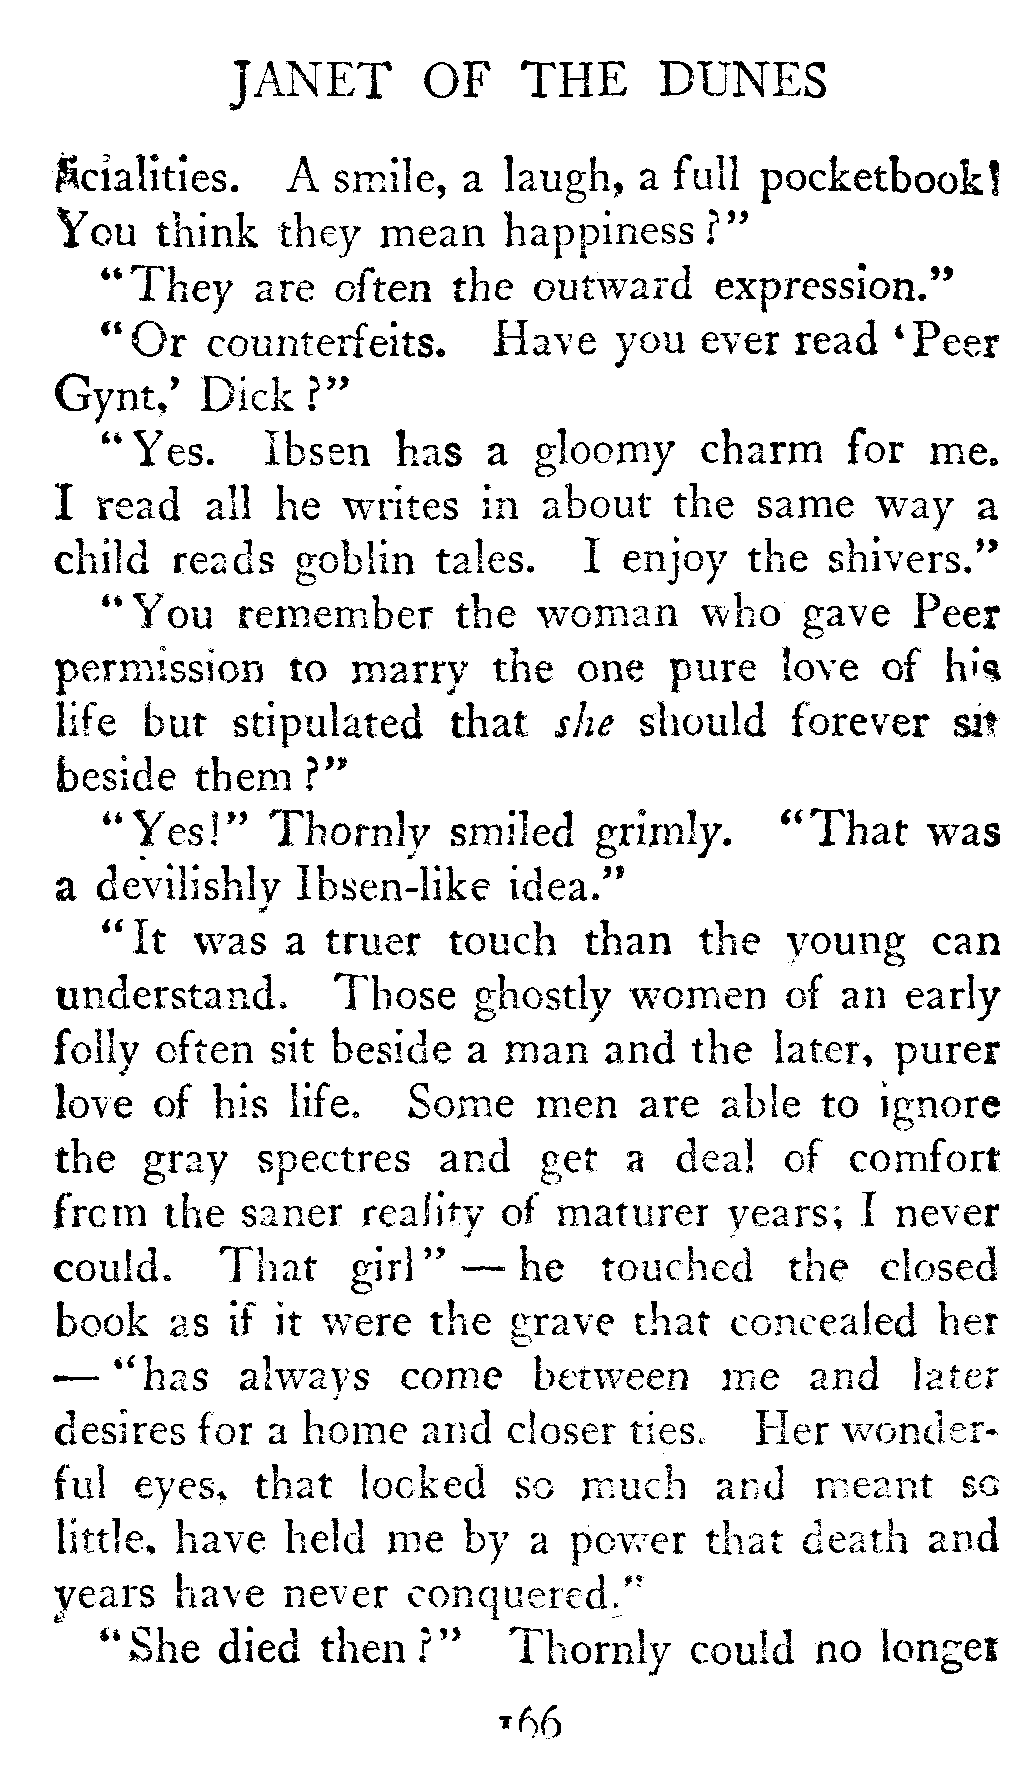 JANET OF THE DUNES
ficialities. A smile, a laugh, a full pocketbook!
You think they mean happiness?"
"They are often the outward expression."
"Or counterfeits. Have you ever read 'Peer
Gynt,' Dick?"
"Yes. Ibsen has a gloomy charm for me.
I read all he writes in about the same way a
child reads goblin tales. I enjoy the shivers."
"You remember the woman who gave Peer
permission to marry the one pure love of his
life but stipulated that she should forever sit
beside them?"
"Yes!" Thornly smiled grimly. "That was
a devilishly Ibsen-like idea."
"It was a truer touch than the young can
understand. Those ghostly women of an early
folly often sit beside a man and the later, purer
love of his life. Some men are able to ignore
the gray spectres and get a deal of comfort
from the saner reality of maturer years; I never
could. That girl" — he touched the closed
book as if it were the grave that concealed her
— "has always come between me and later
desires for a home and closer ties. Her wonder-
ful eyes, that looked so much and meant so
little, have held me by a power that death and
years have never conquered."
"She died then?" Thornly could no longer
166